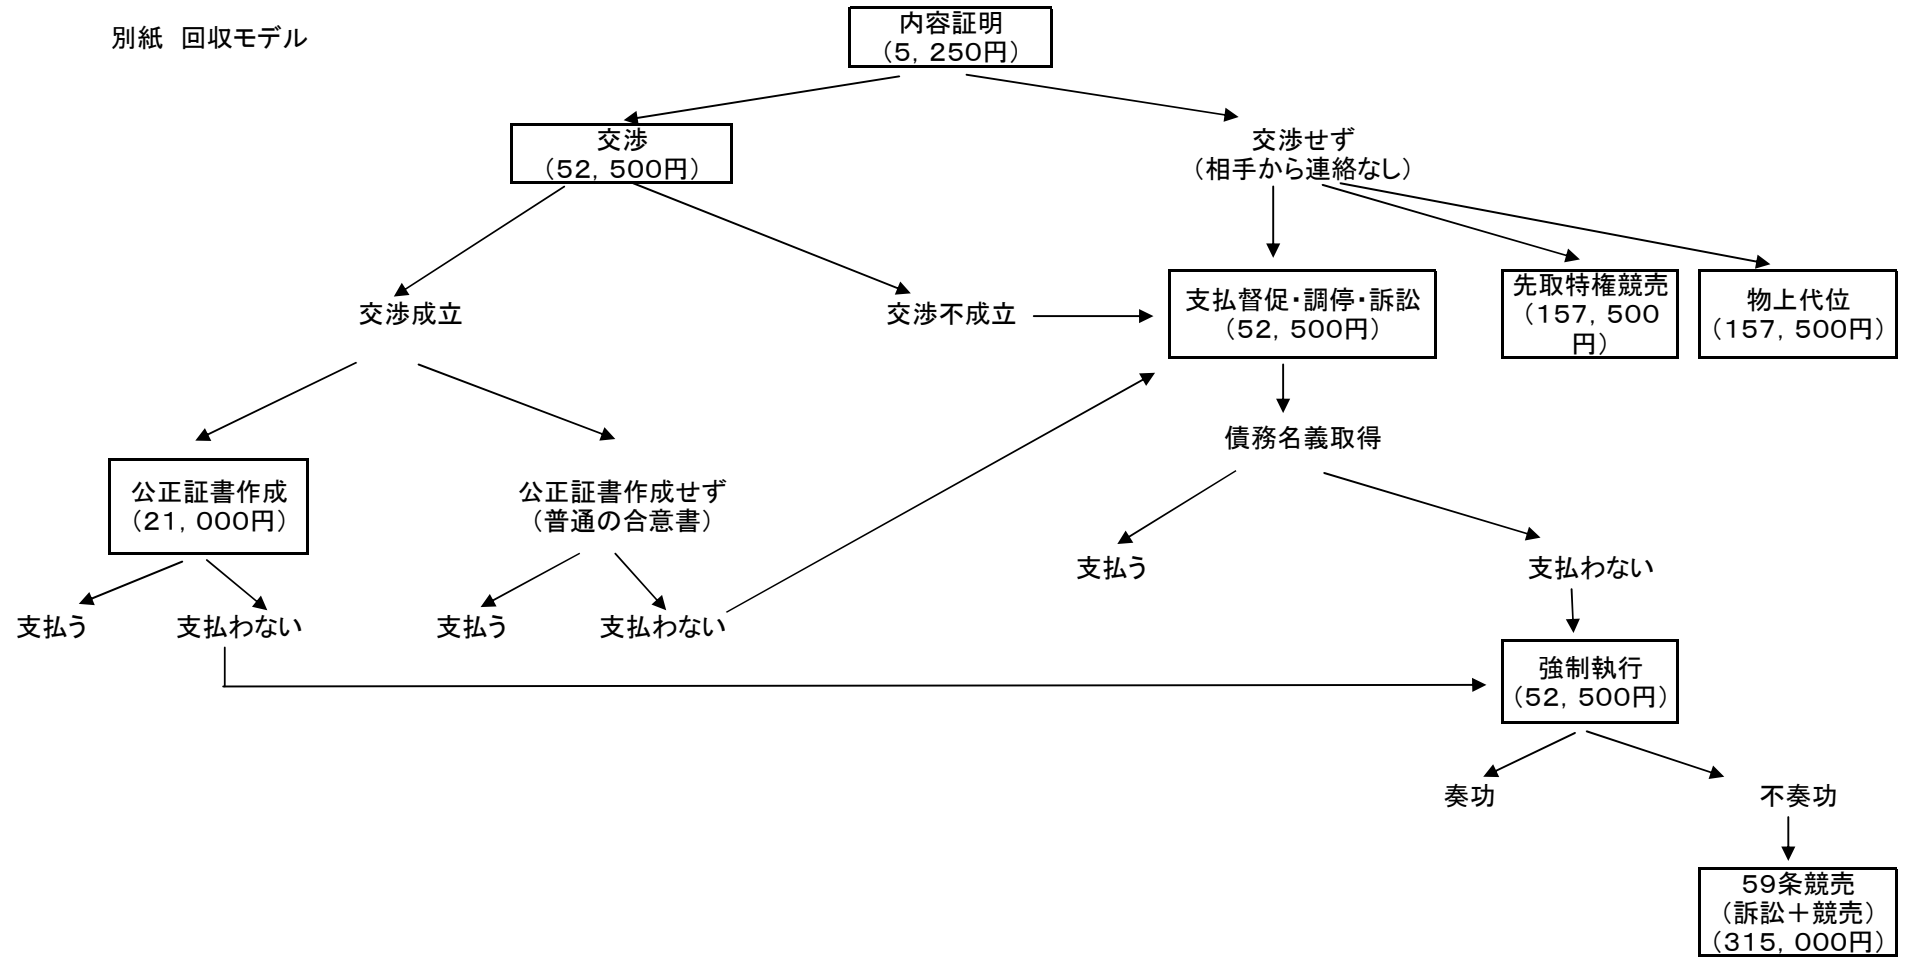 別紙　回収モデル
内容証明
（5，250円）
交渉
（52，500円）
交渉せず
（相手から連絡なし）
交渉成立
交渉不成立
支払督促・調停・訴訟
（52，500円）
先取特権競売
（157，500
円）
物上代位
（157，500円）
債務名義取得
公正証書作成
（21，000円）
公正証書作成せず
（普通の合意書）
支払う
支払わない
支払う
支払わない
支払う
支払わない
強制執行
（52，500円）
奏功
不奏功
59条競売
（訴訟＋競売）
（315，000円）